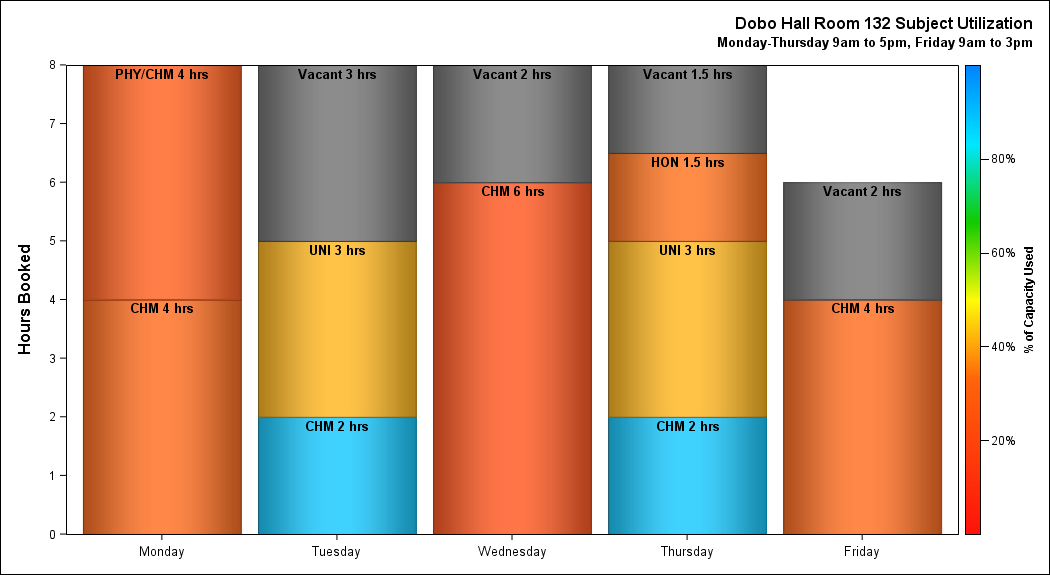 Dobo Hall Room 132 Subject Utilization
Monday-Thursday 9am to 5pm, Friday 9am to 3pm
Hours Booked
8
7
6
5
4
3
2
1
0
PHY/CHM 4 hrs
CHM 4 hrs
Vacant 3 hrs
UNI 3 hrs
CHM 2 hrs
Vacant 2 hrs
CHM 6 hrs
Vacant 1.5 hrs
HON 1.5 hrs
UNI 3 hrs
CHM 2 hrs
Vacant 2 hrs
CHM 4 hrs
Monday
Tuesday
Wednesday
Thursday
Friday
80%
60%
40%
20%
% of Capacity Used